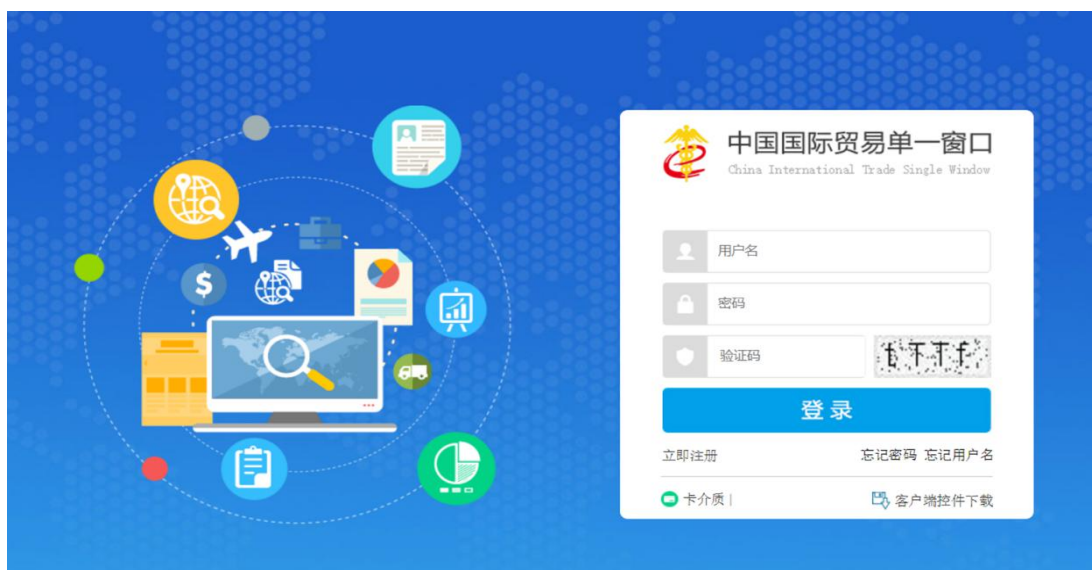 中国国际贸易单一窗口
China International Trade Single Window
用户名
密码
验证码
登录
立即注册
忘记密码 忘记用户名
卡介质 |
客户端控件下载